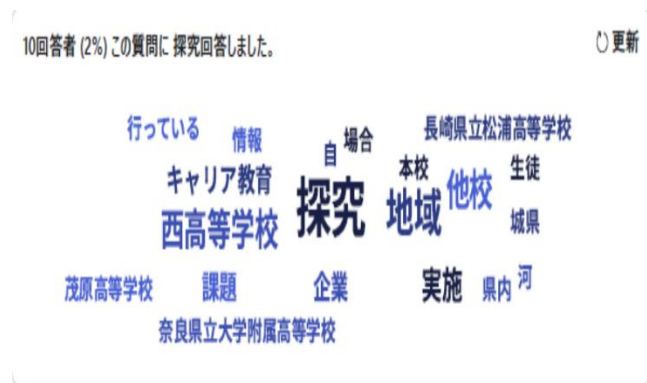 10回答者 (2%) この質問に 探究回答しました。
更新
行っている 情報 自 場合 長崎県立松浦高等学校
キャリア教育 探究 本校 地域 他校 生徒
西高等学校 城県
茂原高等学校 課題 企業 実施 県内 河
奈良県立大学附属高等学校